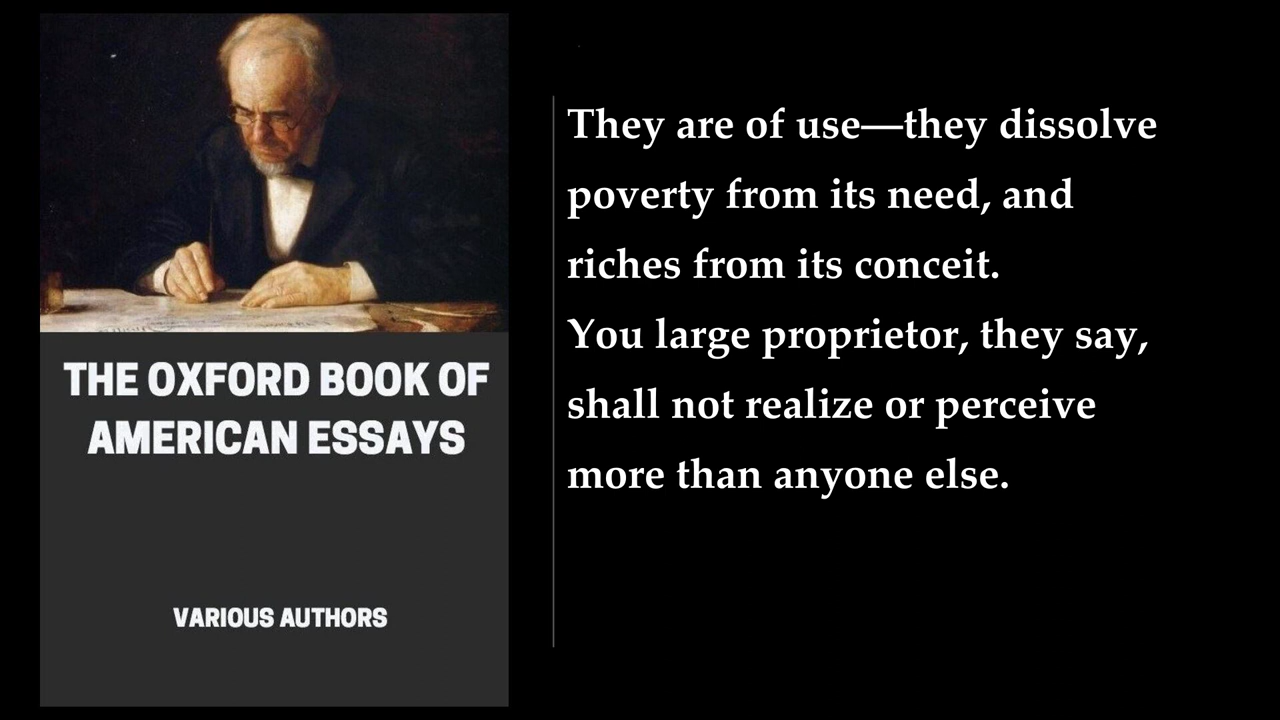 THE OXFORD BOOK OF
AMERICAN ESSAYS
VARIOUS AUTHORS
They are of use—they dissolve
poverty from its need, and
riches from its conceit.
You large proprietor, they say,
shall not realize or perceive
more than anyone else.